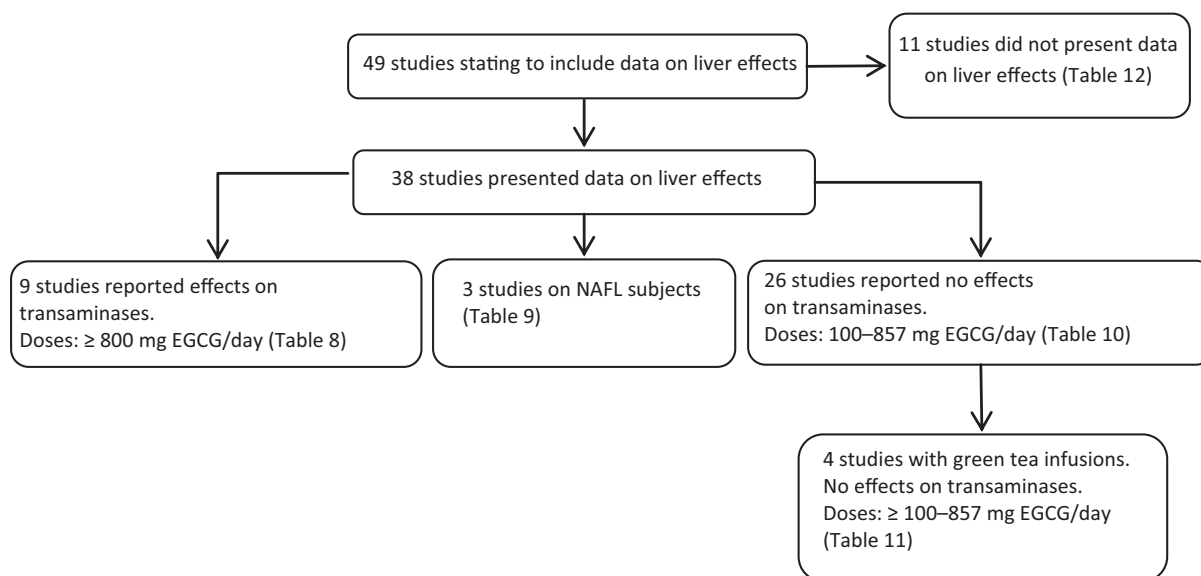 49 studies stating to include data on liver effects
11 studies did not present data
on liver effects (Table 12)
38 studies presented data on liver effects
9 studies reported effects on
transaminases.
Doses: ≥ 800 mg EGCG/day (Table 8)
3 studies on NAFL subjects
(Table 9)
26 studies reported no effects
on transaminases.
Doses: 100–857 mg EGCG/day (Table 10)
4 studies with green tea infusions.
No effects on transaminases.
Doses: ≥ 100–857 mg EGCG/day
(Table 11)